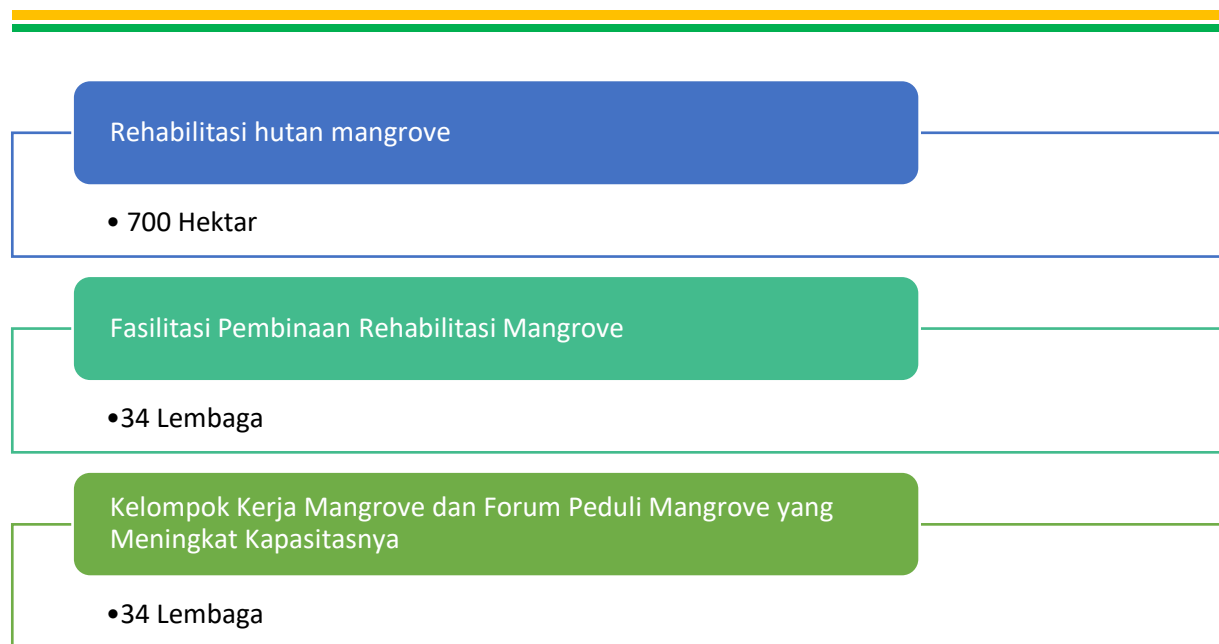 Rehabilitasi hutan mangrove
• 700 Hektar
Fasilitasi Pembinaan Rehabilitasi Mangrove
•34 Lembaga
Kelompok Kerja Mangrove dan Forum Peduli Mangrove yang
Meningkat Kapasitasnya
•34 Lembaga